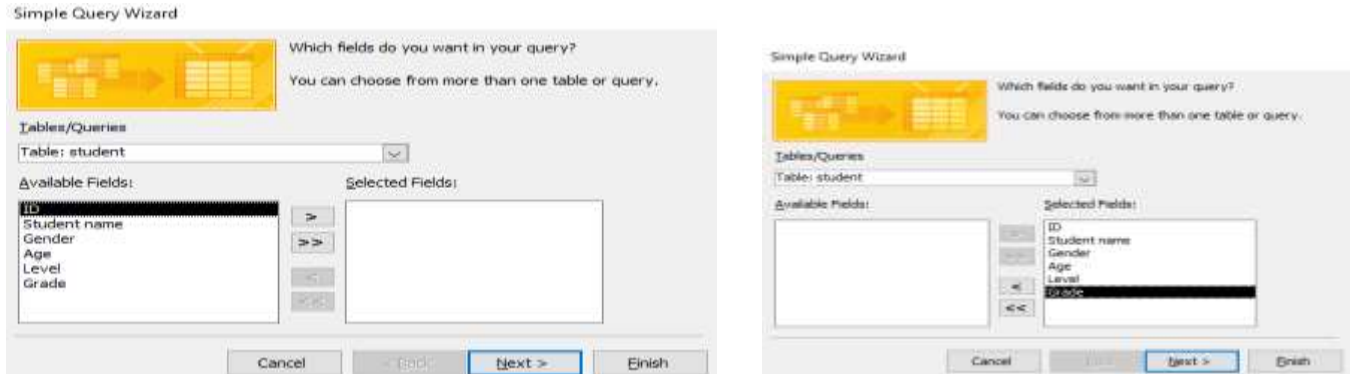 Simple Query Wizard
Which fields do you want in your query?
You can choose from more than one table or query.
Tables/Queries
Table: student
Available Fields:
Selected Fields:
ID
Student name
Gender
Age
Level
Grade
>
>>
<
<<
Cancel
< Back
Next >
Finish
Simple Query Wizard
Which fields do you want in your query?
You can choose from more than one table or query.
Tables/Queries
Table: student
Available Fields:
Selected Fields:
>
>>
<
<<
ID
Student name
Gender
Age
Level
Grade
Cancel
Next >
Finish